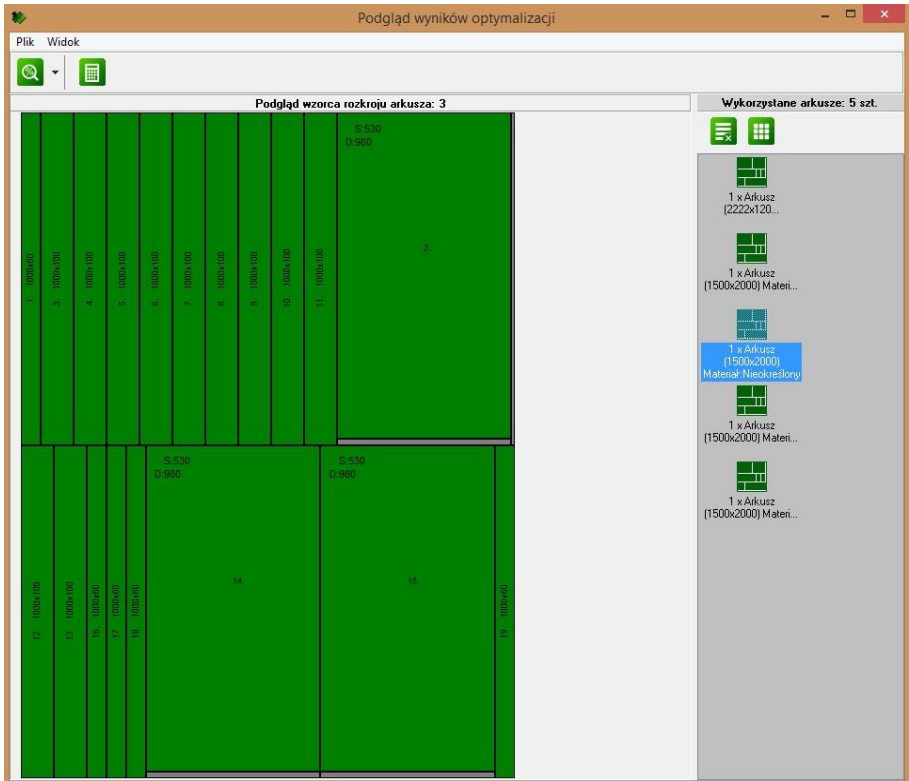 Podgląd wyników optymalizacji
Plik Widok
Podgląd wzorca rozkroju arkusza: 3
Wykorzystane arkusze: 5 szt.
1. 1000x60
3. 1000x100
4. 1000x100
5. 1000x100
6. 1000x100
7. 1000x100
8. 1000x100
9. 1000x100
10. 1000x100
11. 1000x100
S:530
D:980
2.
12. 1000x100
13. 1000x100
16. 1000x60
17. 1000x60
18. 1000x60
S:530
D:980
14.
S:530
D:980
15.
19. 1000x60
1 x Arkusz
(2222x120...
1 x Arkusz
(1500x2000) Materi...
1 x Arkusz
(1500x2000)
Materiał:Nieokreślony
1 x Arkusz
(1500x2000) Materi...
1 x Arkusz
(1500x2000) Materi...